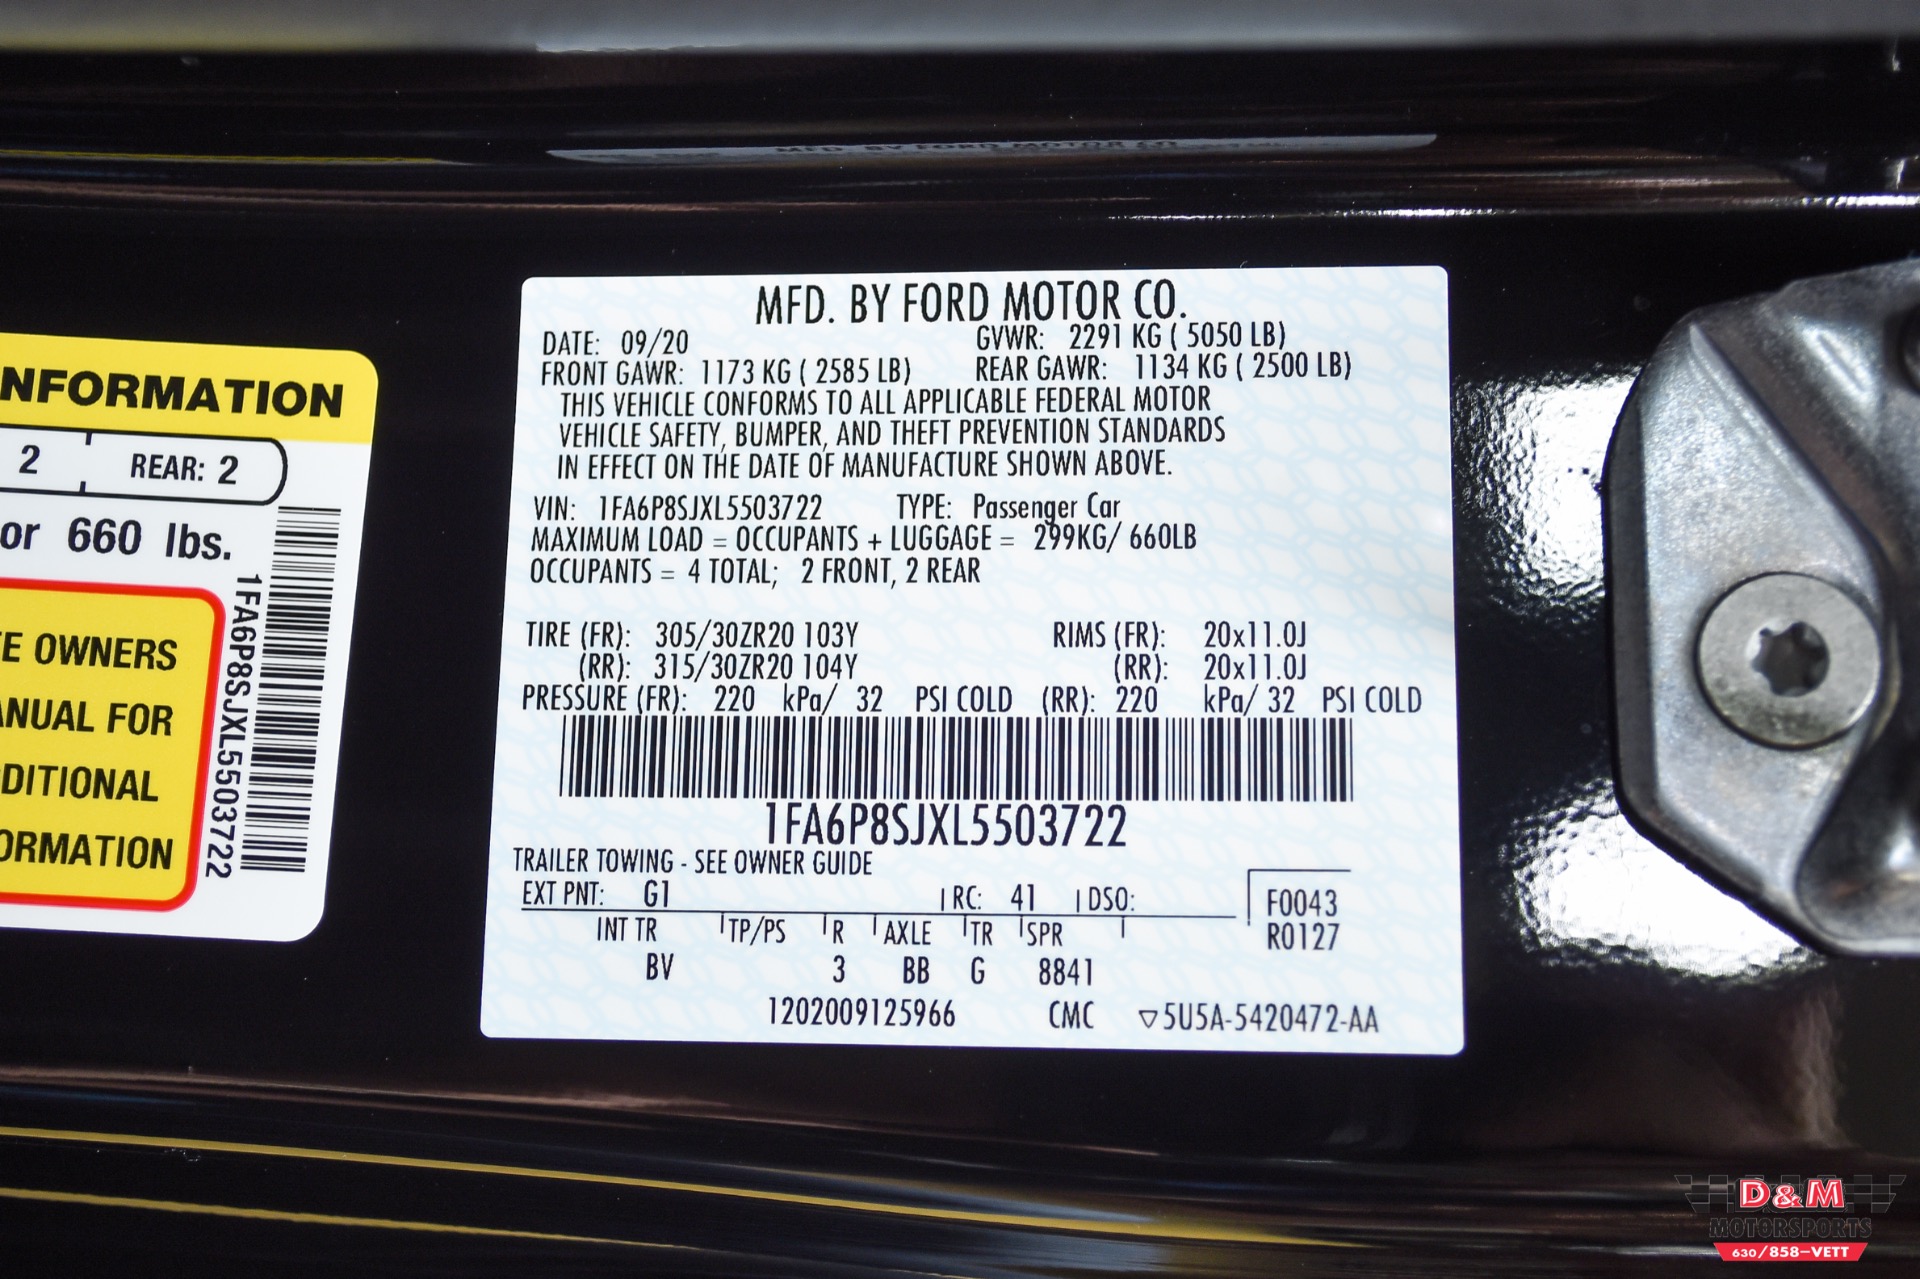 NFORMATION
2 REAR: 2
or 660 lbs.
E OWNERS
ANUAL FOR
DITIONAL
ORMATION
1FA6P8SJXL5503722
MFD. BY FORD MOTOR CO.
DATE: 09/20 GVWR: 2291 KG ( 5050 LB)
FRONT GAWR: 1173 KG ( 2585 LB) REAR GAWR: 1134 KG ( 2500 LB)
THIS VEHICLE CONFORMS TO ALL APPLICABLE FEDERAL MOTOR
VEHICLE SAFETY, BUMPER, AND THEFT PREVENTION STANDARDS
IN EFFECT ON THE DATE OF MANUFACTURE SHOWN ABOVE.
VIN: 1FA6P8SJXL5503722 TYPE: Passenger Car
MAXIMUM LOAD = OCCUPANTS + LUGGAGE = 299KG/ 660LB
OCCUPANTS = 4 TOTAL; 2 FRONT, 2 REAR
TIRE (FR): 305/30ZR20 103Y RIMS (FR): 20x11.0J
(RR): 315/30ZR20 104Y (RR): 20x11.0J
PRESSURE (FR): 220 kPa/ 32 PSI COLD (RR): 220 kPa/ 32 PSI COLD
1FA6P8SJXL5503722
TRAILER TOWING - SEE OWNER GUIDE
EXT PNT: G1 RC: 41 DSO: F0043
INT TR TP/PS R AXLE TR SPR R0127
BV 3 BB G 8841
1202009125966 CMC ▽5U5A-5420472-AA
D&M
MOTORSPORTS
630/858-VETT